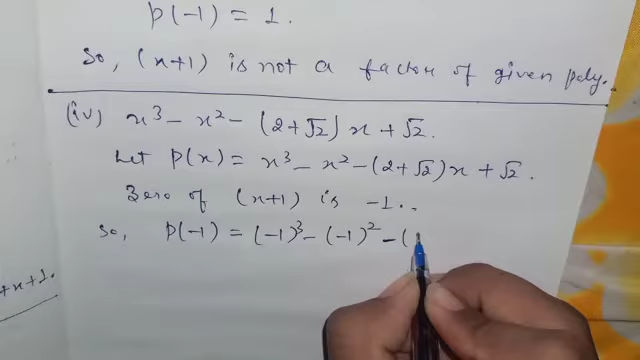 p(-1) = 1.
So, (x+1) is not a factor of given poly.
(iv) x³ - x² - (2+√2)x + √2.
Let p(x) = x³ - x² - (2+√2)x + √2.
Zero of (x+1) is -1..
So, p(-1) = (-1)³ - (-1)² - (
+x+1.